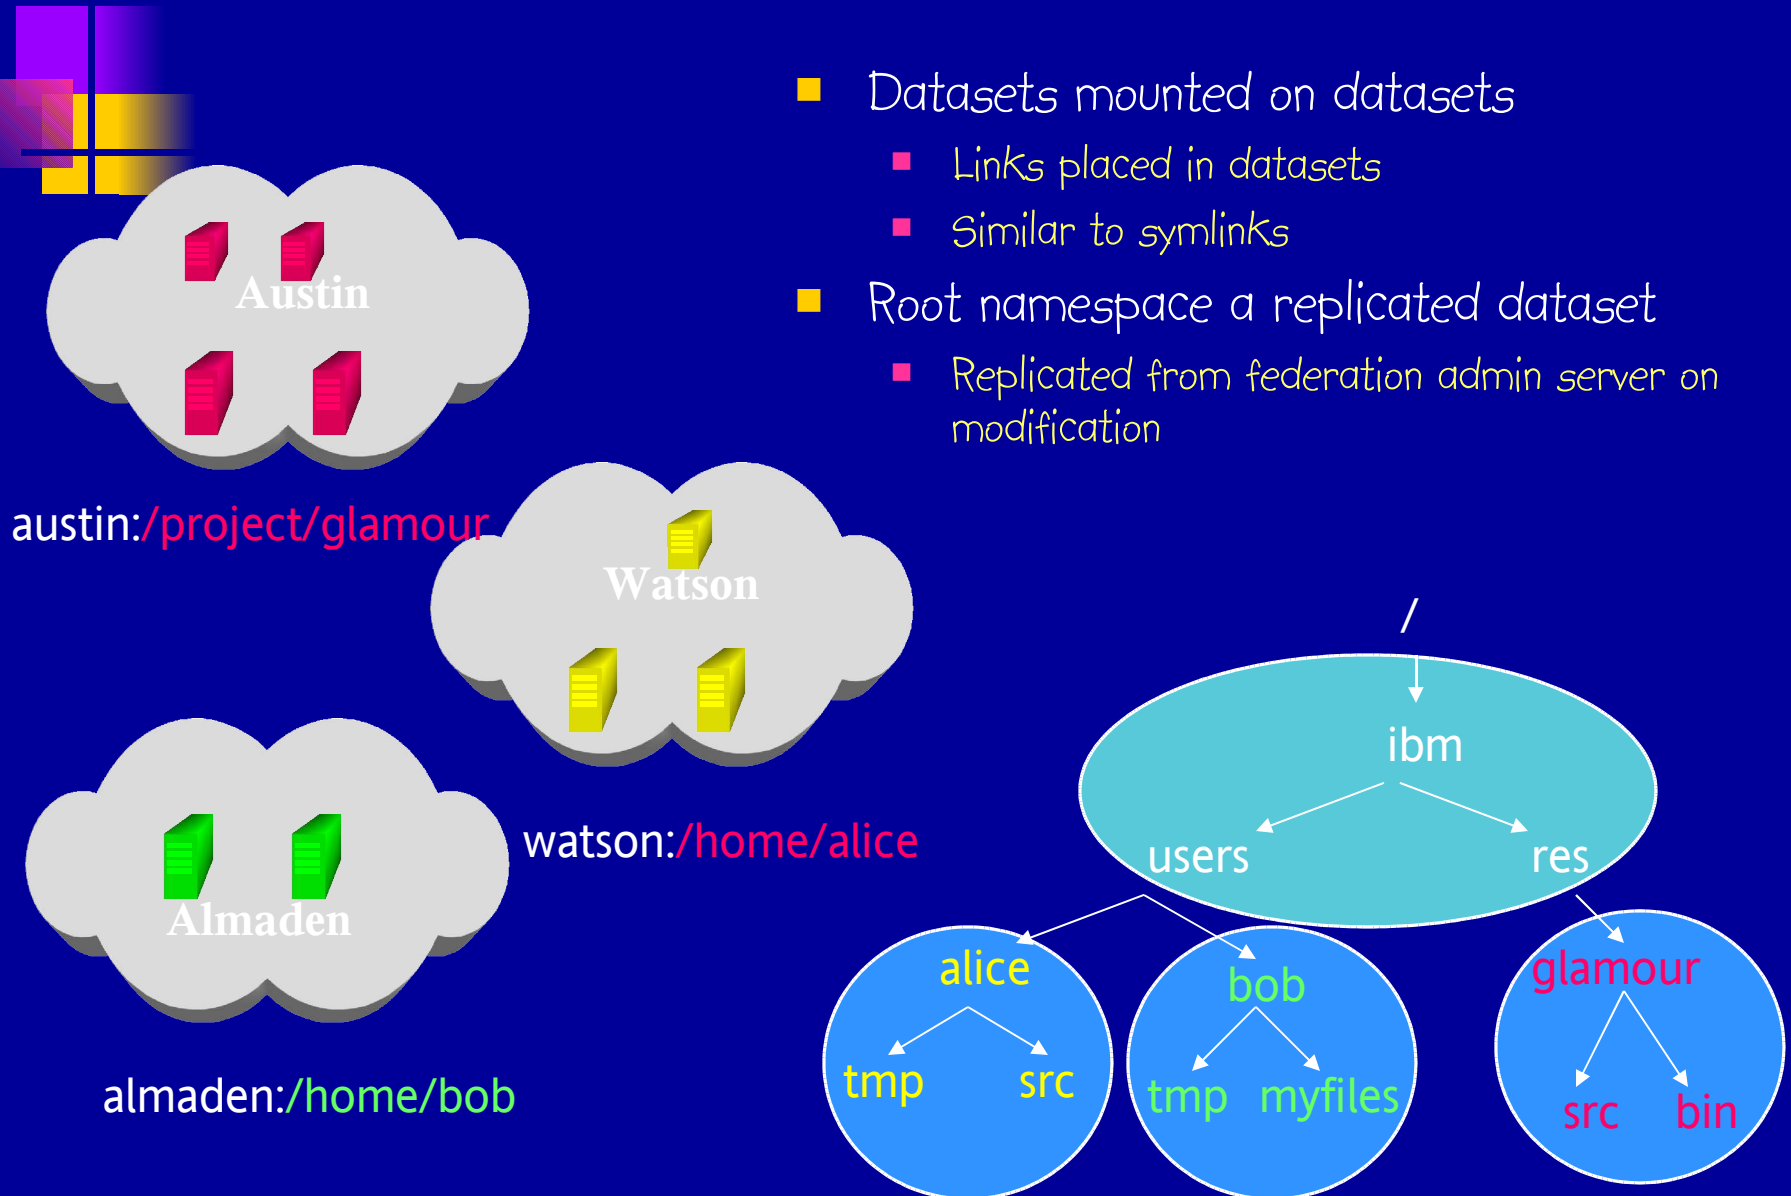 Datasets mounted on datasets
Links placed in datasets
Similar to symlinks
Root namespace a replicated dataset
Replicated from federation admin server on
modification
Austin
austin:/project/glamour
Watson
watson:/home/alice
Almaden
almaden:/home/bob
/
ibm
users res
alice bob glamour
tmp src tmp myfiles src bin